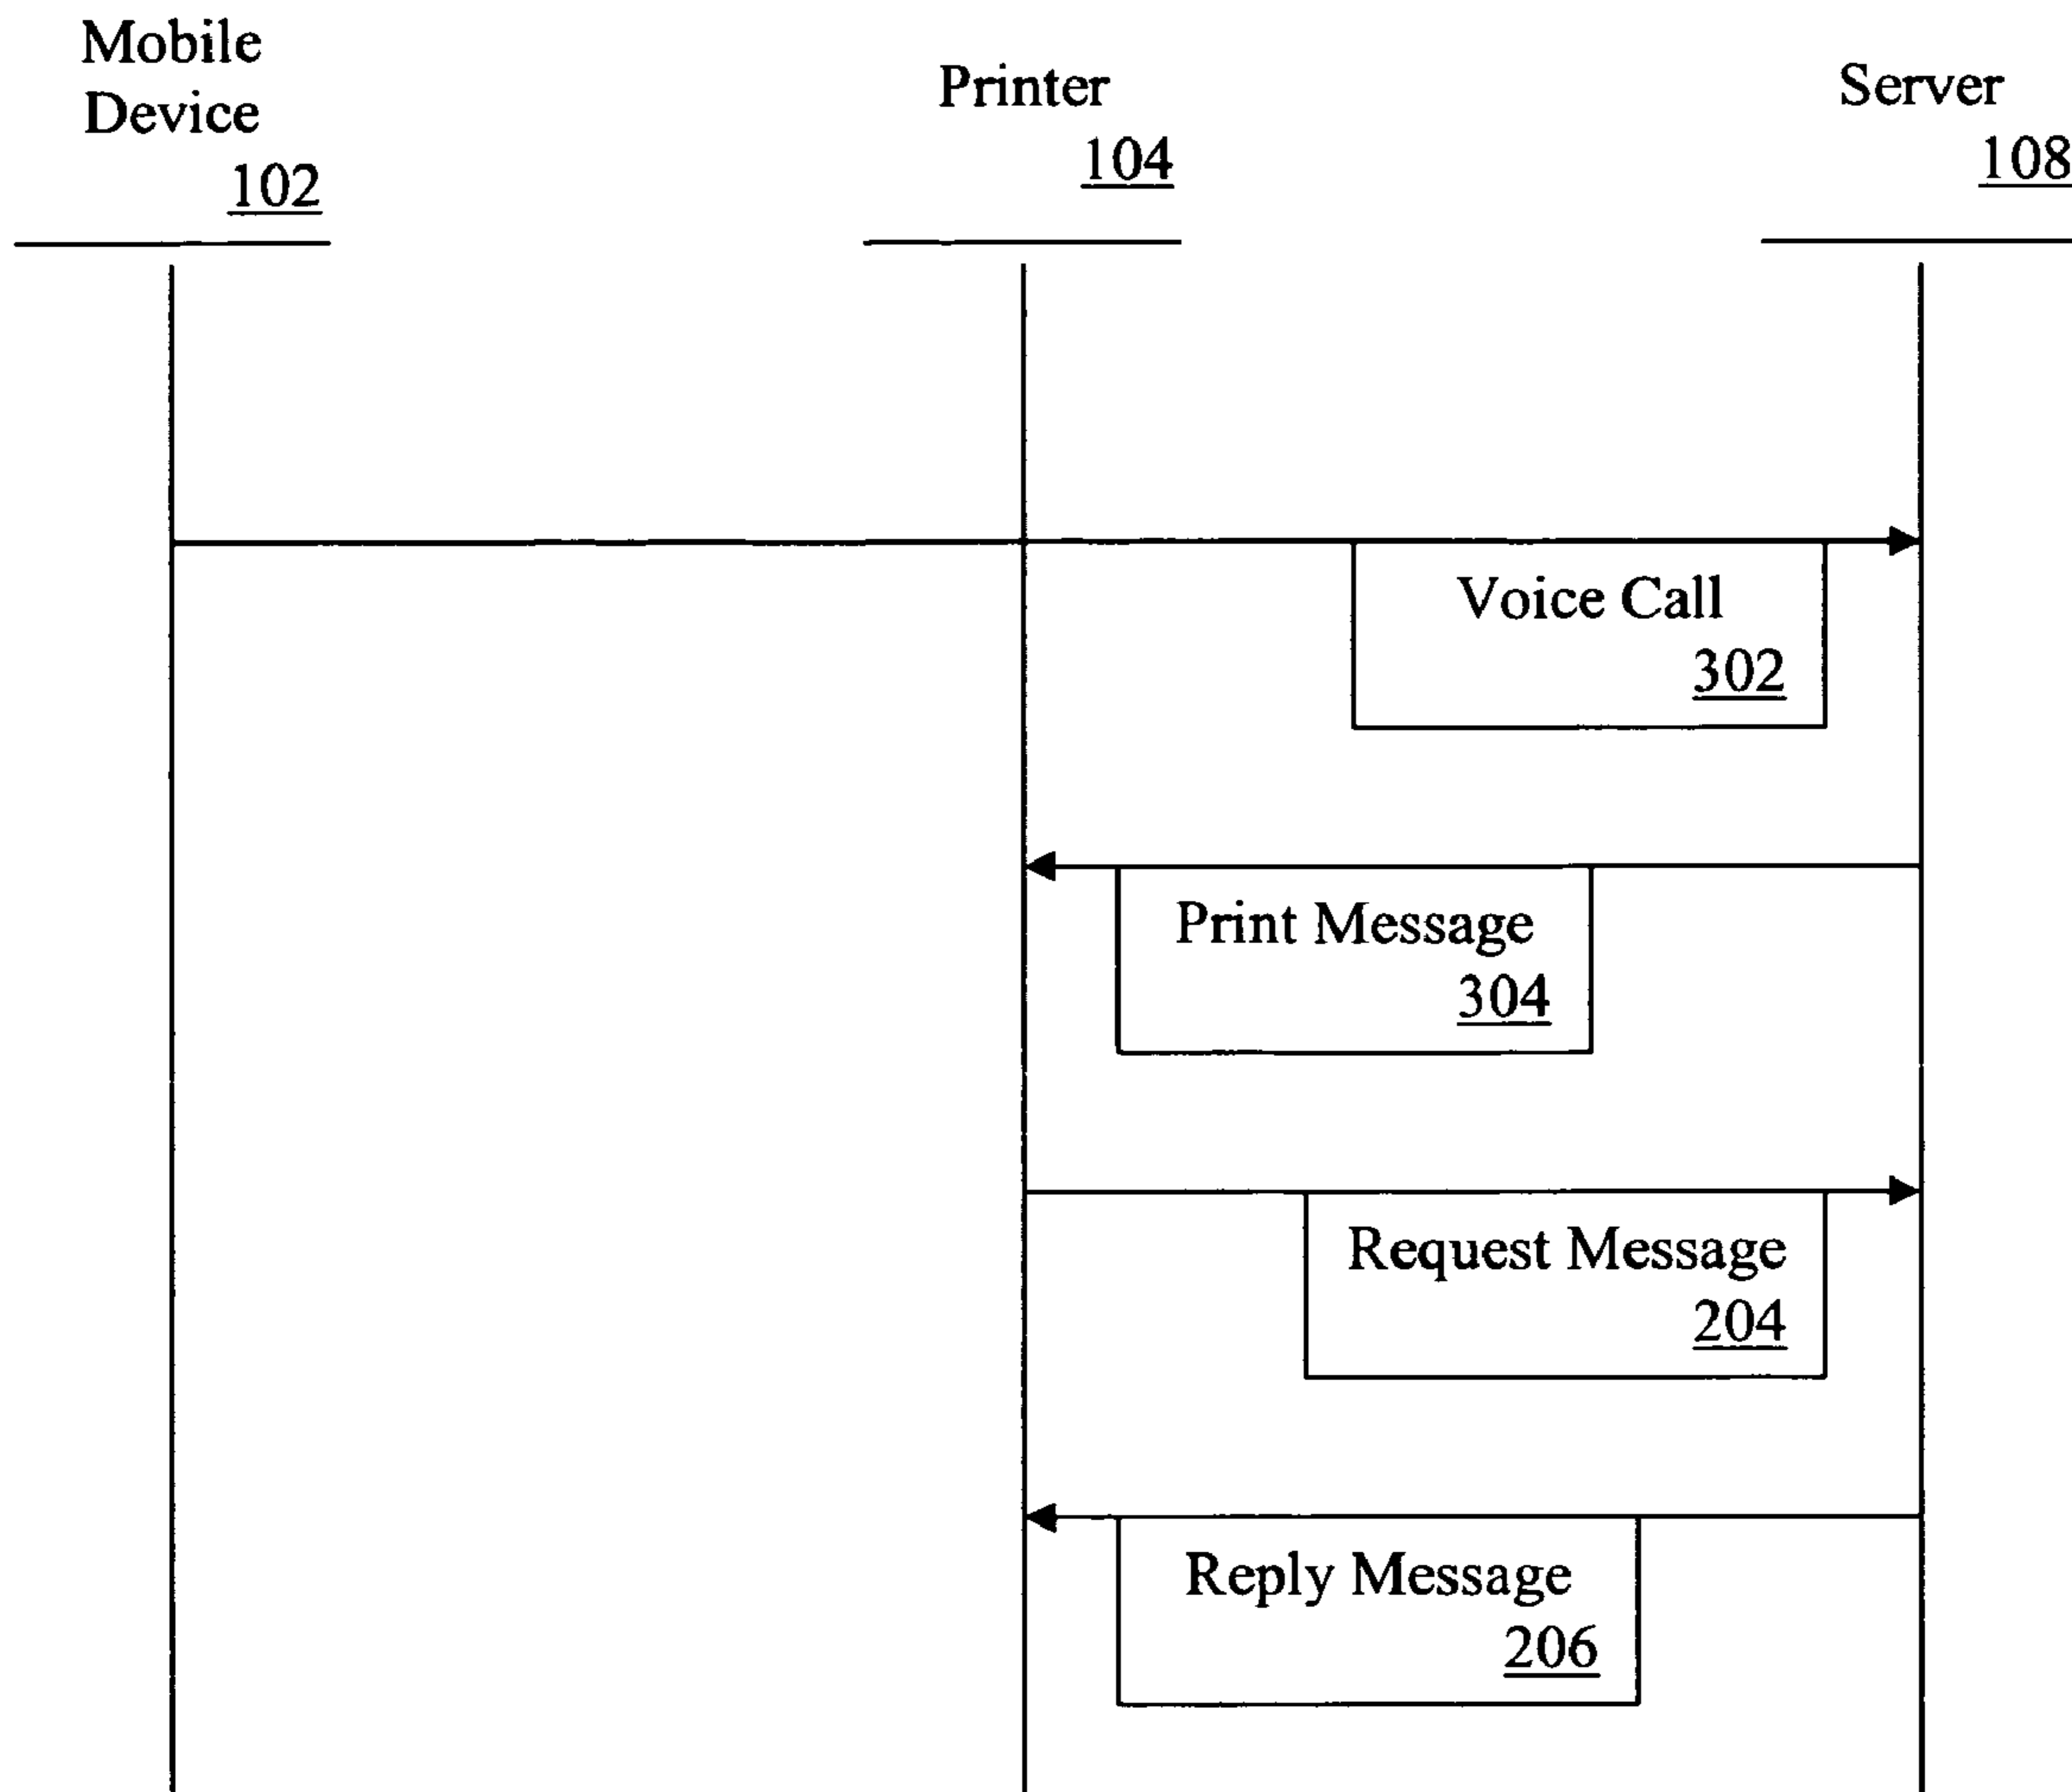 Mobile
Device
102
Printer
104
Server
108
Voice Call
302
Print Message
304
Request Message
204
Reply Message
206